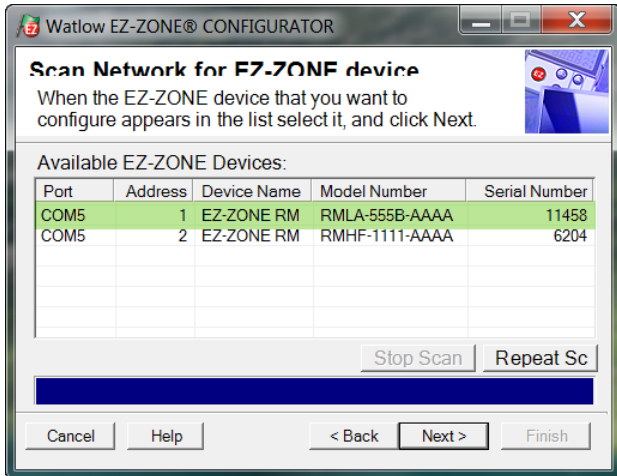 Watlow EZ-ZONE® CONFIGURATOR
Scan Network for EZ-ZONE device
When the EZ-ZONE device that you want to
configure appears in the list select it, and click Next.
EZ
Available EZ-ZONE Devices:
Port Address Device Name Model Number Serial Number
COM5 1 EZ-ZONE RM RMLA-555B-AAAA 11458
COM5 2 EZ-ZONE RM RMHF-1111-AAAA 6204
Stop Scan Repeat Sc
Cancel Help < Back Next > Finish